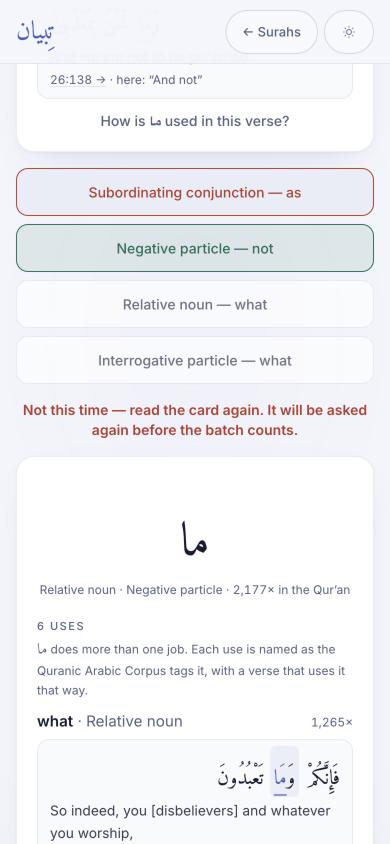 تِبيان
← Surahs
26:138 → · here: “And not”
How is ما used in this verse?
Subordinating conjunction — as
Negative particle — not
Relative noun — what
Interrogative particle — what
Not this time — read the card again. It will be asked
again before the batch counts.
ما
Relative noun · Negative particle · 2,177× in the Qur’an
6 USES
ما does more than one job. Each use is named as the
Quranic Arabic Corpus tags it, with a verse that uses it
that way.
what · Relative noun 1,265×
فَإِنَّكُمْ وَمَا تَعْبُدُونَ
So indeed, you [disbelievers] and whatever
you worship,